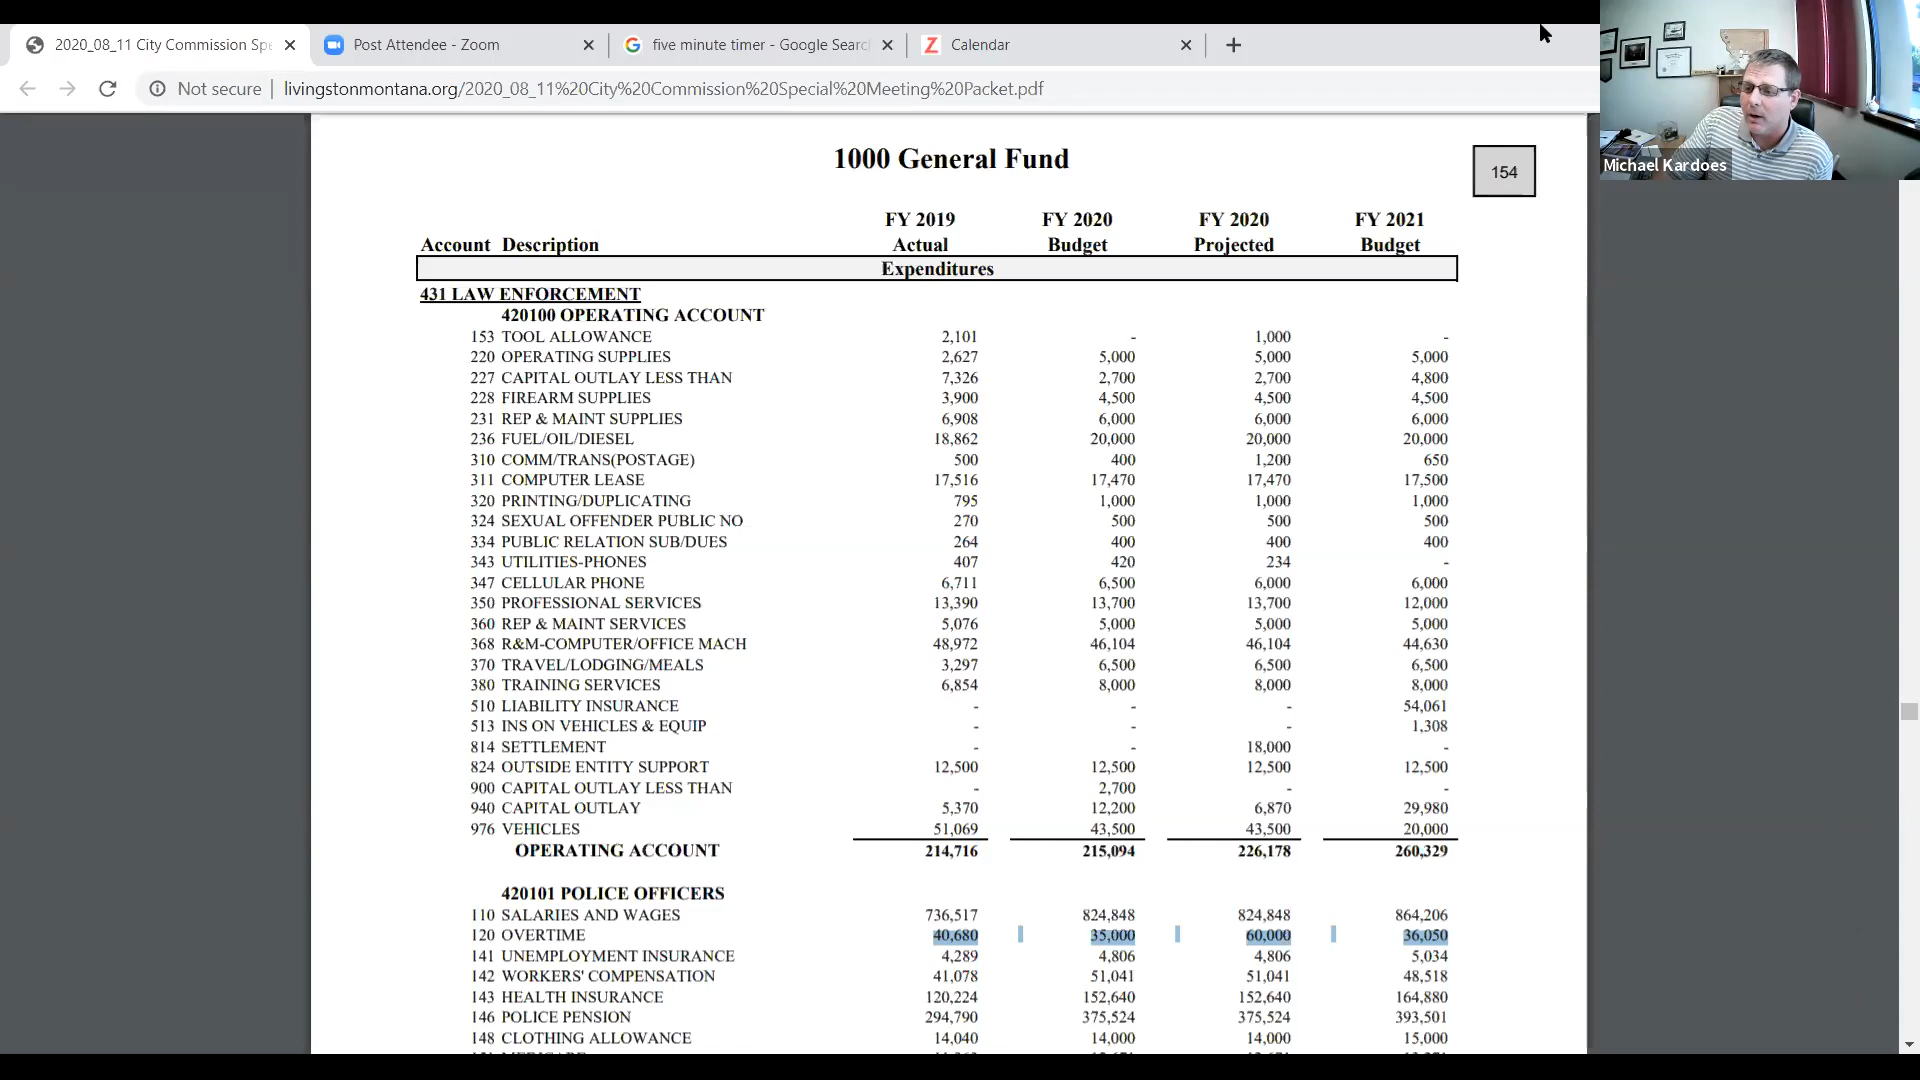 2020_08_11 City Commission Spe
Post Attendee - Zoom
five minute timer - Google Searc
Calendar
Not secure | livingstonmontana.org/2020_08_11%20City%20Commission%20Special%20Meeting%20Packet.pdf
Michael Kardoes
1000 General Fund
154
FY 2019 FY 2020 FY 2020 FY 2021
Account Description Actual Budget Projected Budget
Expenditures
431 LAW ENFORCEMENT
420100 OPERATING ACCOUNT
153 TOOL ALLOWANCE 2,101 - 1,000 -
220 OPERATING SUPPLIES 2,627 5,000 5,000 5,000
227 CAPITAL OUTLAY LESS THAN 7,326 2,700 2,700 4,800
228 FIREARM SUPPLIES 3,900 4,500 4,500 4,500
231 REP & MAINT SUPPLIES 6,908 6,000 6,000 6,000
236 FUEL/OIL/DIESEL 18,862 20,000 20,000 20,000
310 COMM/TRANS(POSTAGE) 500 400 1,200 650
311 COMPUTER LEASE 17,516 17,470 17,470 17,500
320 PRINTING/DUPLICATING 795 1,000 1,000 1,000
324 SEXUAL OFFENDER PUBLIC NO 270 500 500 500
334 PUBLIC RELATION SUB/DUES 264 400 400 400
343 UTILITIES-PHONES 407 420 234 -
347 CELLULAR PHONE 6,711 6,500 6,000 6,000
350 PROFESSIONAL SERVICES 13,390 13,700 13,700 12,000
360 REP & MAINT SERVICES 5,076 5,000 5,000 5,000
368 R&M-COMPUTER/OFFICE MACH 48,972 46,104 46,104 44,630
370 TRAVEL/LODGING/MEALS 3,297 6,500 6,500 6,500
380 TRAINING SERVICES 6,854 8,000 8,000 8,000
510 LIABILITY INSURANCE - - - 54,061
513 INS ON VEHICLES & EQUIP - - - 1,308
814 SETTLEMENT - - 18,000 -
824 OUTSIDE ENTITY SUPPORT 12,500 12,500 12,500 12,500
900 CAPITAL OUTLAY LESS THAN - 2,700 - -
940 CAPITAL OUTLAY 5,370 12,200 6,870 29,980
976 VEHICLES 51,069 43,500 43,500 20,000
OPERATING ACCOUNT 214,716 215,094 226,178 260,329
420101 POLICE OFFICERS
110 SALARIES AND WAGES 736,517 824,848 824,848 864,206
120 OVERTIME 40,680 35,000 60,000 36,050
141 UNEMPLOYMENT INSURANCE 4,289 4,806 4,806 5,034
142 WORKERS' COMPENSATION 41,078 51,041 51,041 48,518
143 HEALTH INSURANCE 120,224 152,640 152,640 164,880
146 POLICE PENSION 294,790 375,524 375,524 393,501
148 CLOTHING ALLOWANCE 14,040 14,000 14,000 15,000